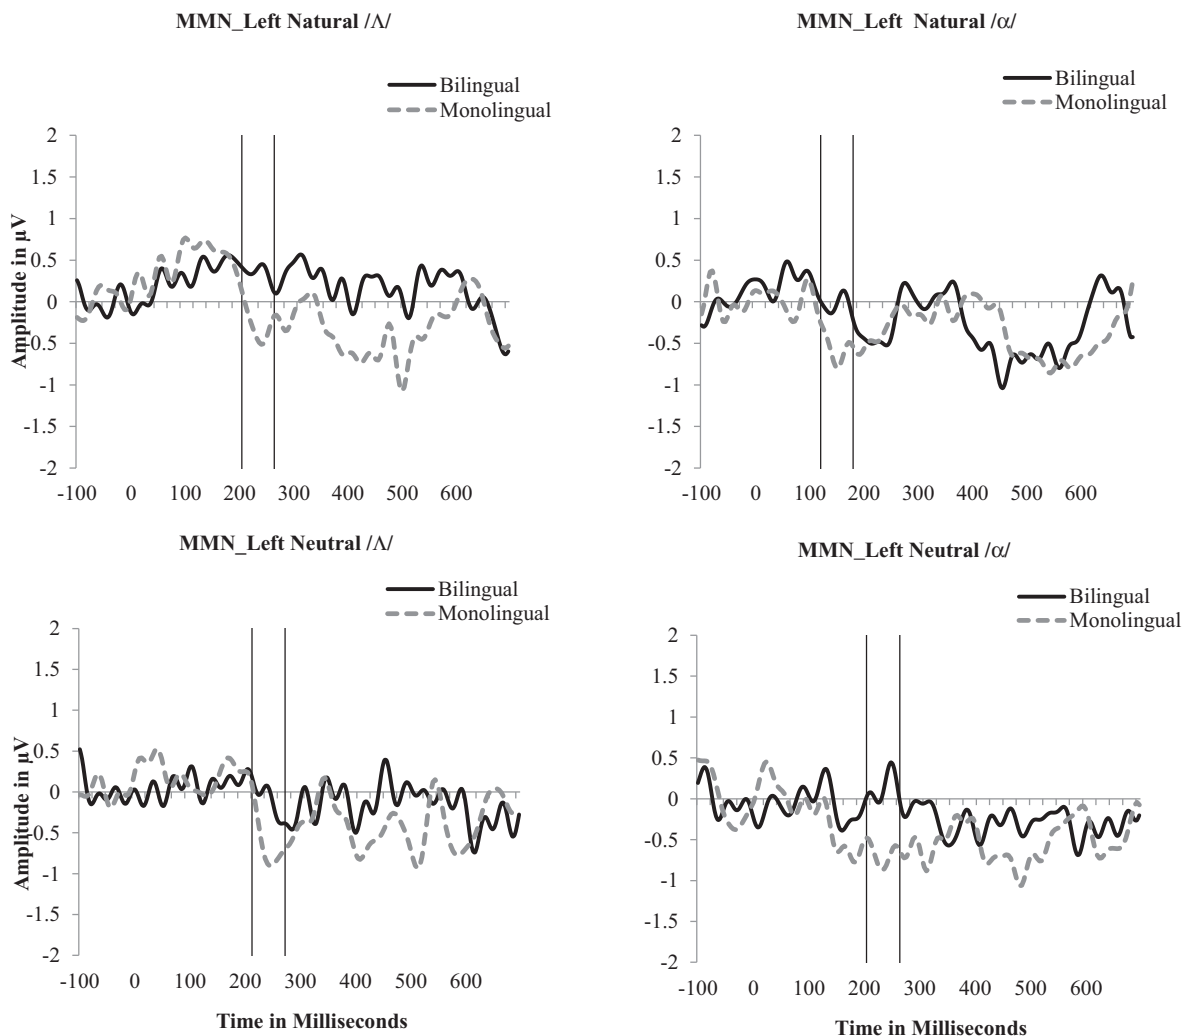 MMN_Left Natural /Λ/
Bilingual
Monolingual
2
1.5
1
0.5
0
-0.5
-1
-1.5
-2
Amplitude in µV
-100 0 100 200 300 400 500 600
MMN_Left Natural /α/
Bilingual
Monolingual
2
1.5
1
0.5
0
-0.5
-1
-1.5
-2
-100 0 100 200 300 400 500 600
MMN_Left Neutral /Λ/
Bilingual
Monolingual
2
1.5
1
0.5
0
-0.5
-1
-1.5
-2
Amplitude in µV
-100 0 100 200 300 400 500 600
Time in Milliseconds
MMN_Left Neutral /α/
Bilingual
Monolingual
2
1.5
1
0.5
0
-0.5
-1
-1.5
-2
-100 0 100 200 300 400 500 600
Time in Milliseconds